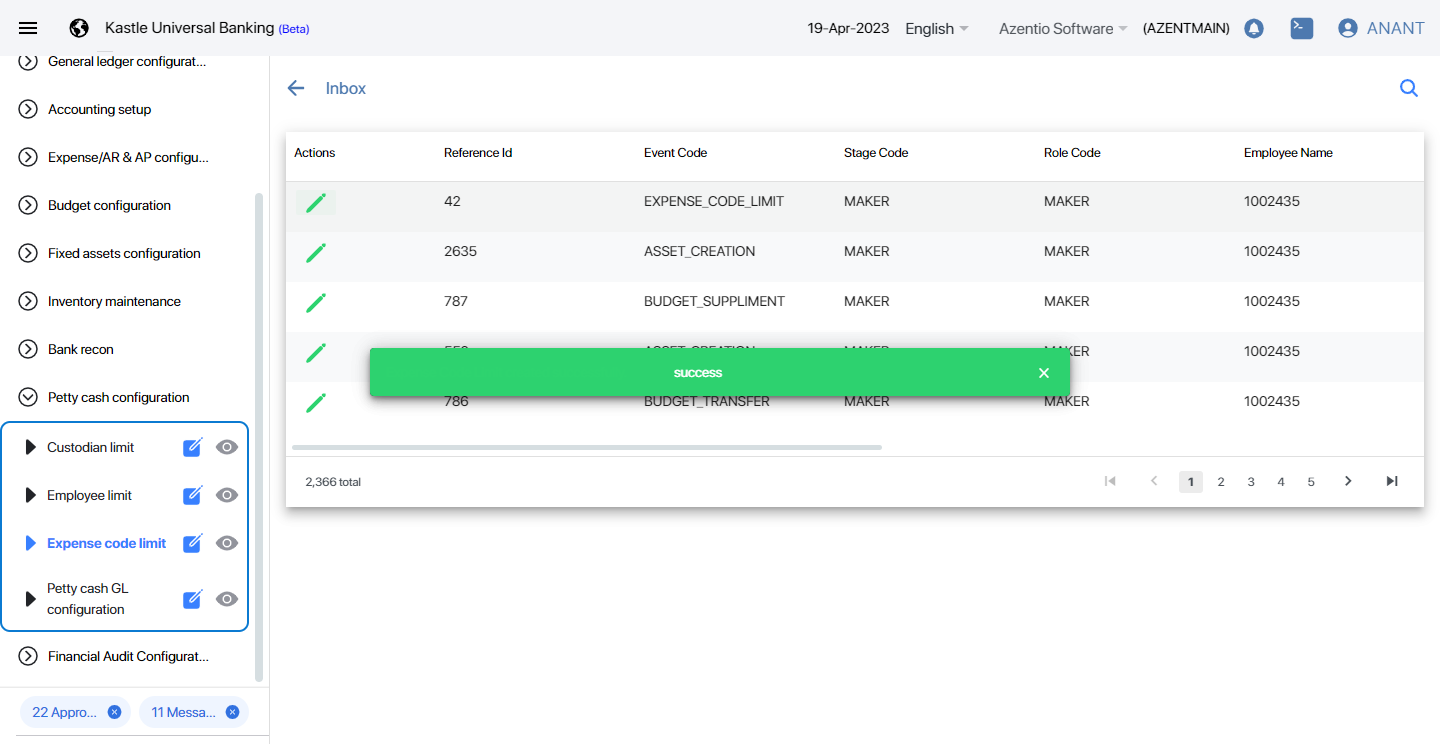 Kastle Universal Banking (Beta)
19-Apr-2023 English Azentio Software (AZENTMAIN) ANANT
General ledger configurat...
Accounting setup
Expense/AR & AP configu...
Budget configuration
Fixed assets configuration
Inventory maintenance
Bank recon
Petty cash configuration
Custodian limit
Employee limit
Expense code limit
Petty cash GL
configuration
Financial Audit Configurat...
22 Appro... 11 Messa...
Inbox
Actions Reference Id Event Code Stage Code Role Code Employee Name
42 EXPENSE_CODE_LIMIT MAKER MAKER 1002435
2635 ASSET_CREATION MAKER MAKER 1002435
787 BUDGET_SUPPLIMENT MAKER MAKER 1002435
ASSET_CREATION MAKER MAKER 1002435
success
786 BUDGET_TRANSFER MAKER MAKER 1002435
2,366 total 1 2 3 4 5